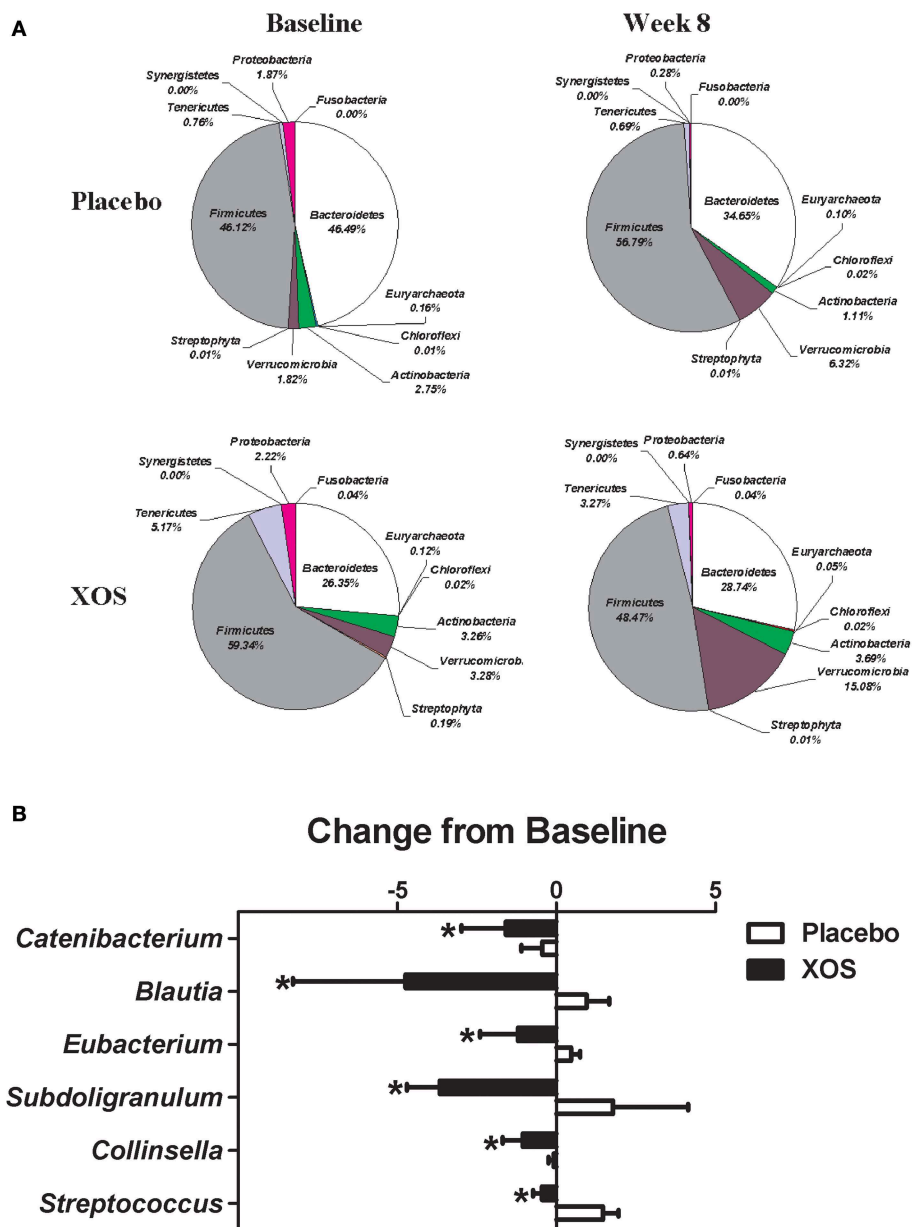 A
Baseline
Week 8
Placebo
Proteobacteria
1.87%
Synergistetes
0.00%
Tenericutes
0.76%
Fusobacteria
0.00%
Firmicutes
46.12%
Bacteroidetes
46.49%
Euryarchaeota
0.16%
Chloroflexi
0.01%
Streptophyta
0.01%
Verrucomicrobia
1.82%
Actinobacteria
2.75%
Proteobacteria
0.28%
Synergistetes
0.00%
Tenericutes
0.69%
Fusobacteria
0.00%
Bacteroidetes
34.65%
Euryarchaeota
0.10%
Firmicutes
56.79%
Chloroflexi
0.02%
Actinobacteria
1.11%
Streptophyta
0.01%
Verrucomicrobia
6.32%
XOS
Proteobacteria
2.22%
Synergistetes
0.00%
Tenericutes
5.17%
Fusobacteria
0.04%
Euryarchaeota
0.12%
Bacteroidetes
26.35%
Chloroflexi
0.02%
Firmicutes
59.34%
Actinobacteria
3.26%
Verrucomicrob
3.28%
Streptophyta
0.19%
Proteobacteria
0.64%
Synergistetes
0.00%
Tenericutes
3.27%
Fusobacteria
0.04%
Euryarchaeota
0.05%
Bacteroidetes
28.74%
Chloroflexi
0.02%
Firmicutes
48.47%
Actinobacteria
3.69%
Verrucomicrobia
15.08%
Streptophyta
0.01%
B
Change from Baseline
-5 0 5
Catenibacterium *
Blautia *
Eubacterium *
Subdoligranulum *
Collinsella *
Streptococcus *
Placebo
XOS